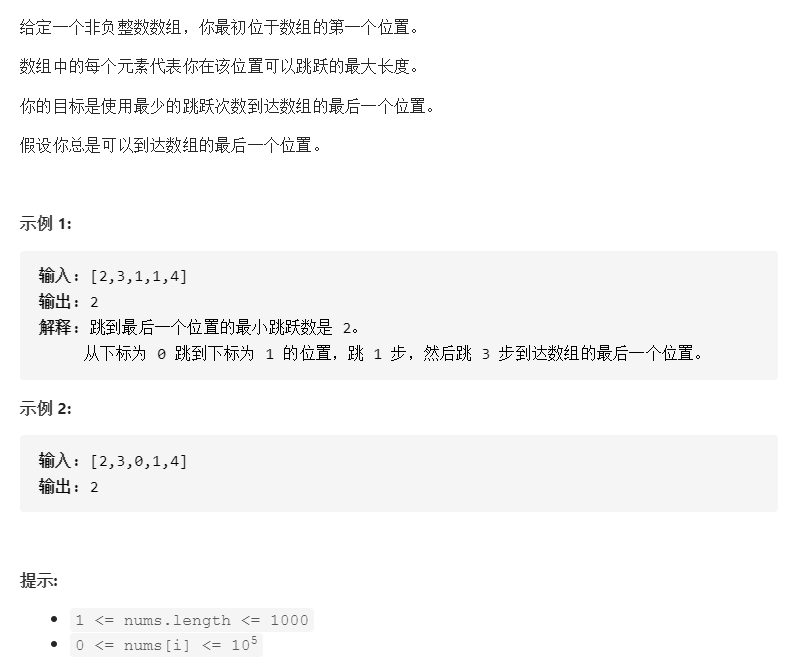 给定一个非负整数数组，你最初位于数组的第一个位置。
数组中的每个元素代表你在该位置可以跳跃的最大长度。
你的目标是使用最少的跳跃次数到达数组的最后一个位置。
假设你总是可以到达数组的最后一个位置。
示例 1:
输入: [2,3,1,1,4]
输出: 2
解释: 跳到最后一个位置的最小跳跃数是 2。
从下标为 0 跳到下标为 1 的位置，跳 1 步，然后跳 3 步到达数组的最后一个位置。
示例 2:
输入: [2,3,0,1,4]
输出: 2
提示:
• 1 <= nums.length <= 1000
• 0 <= nums[i] <= 10⁵